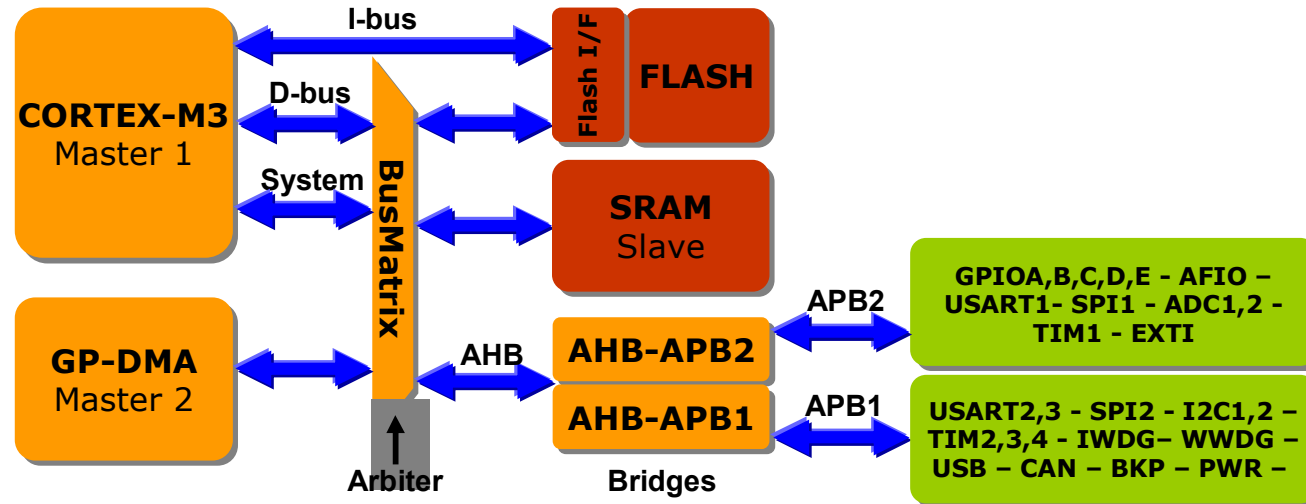 I-bus
CORTEX-M3
Master 1
D-bus
System
BusMatrix
Flash I/F
FLASH
SRAM
Slave
GP-DMA
Master 2
AHB
AHB-APB2
AHB-APB1
APB2
APB1
GPIOA,B,C,D,E - AFIO –
USART1- SPI1 - ADC1,2 -
TIM1 - EXTI
USART2,3 - SPI2 - I2C1,2 –
TIM2,3,4 - IWDG– WWDG –
USB – CAN – BKP – PWR –
Arbiter
Bridges